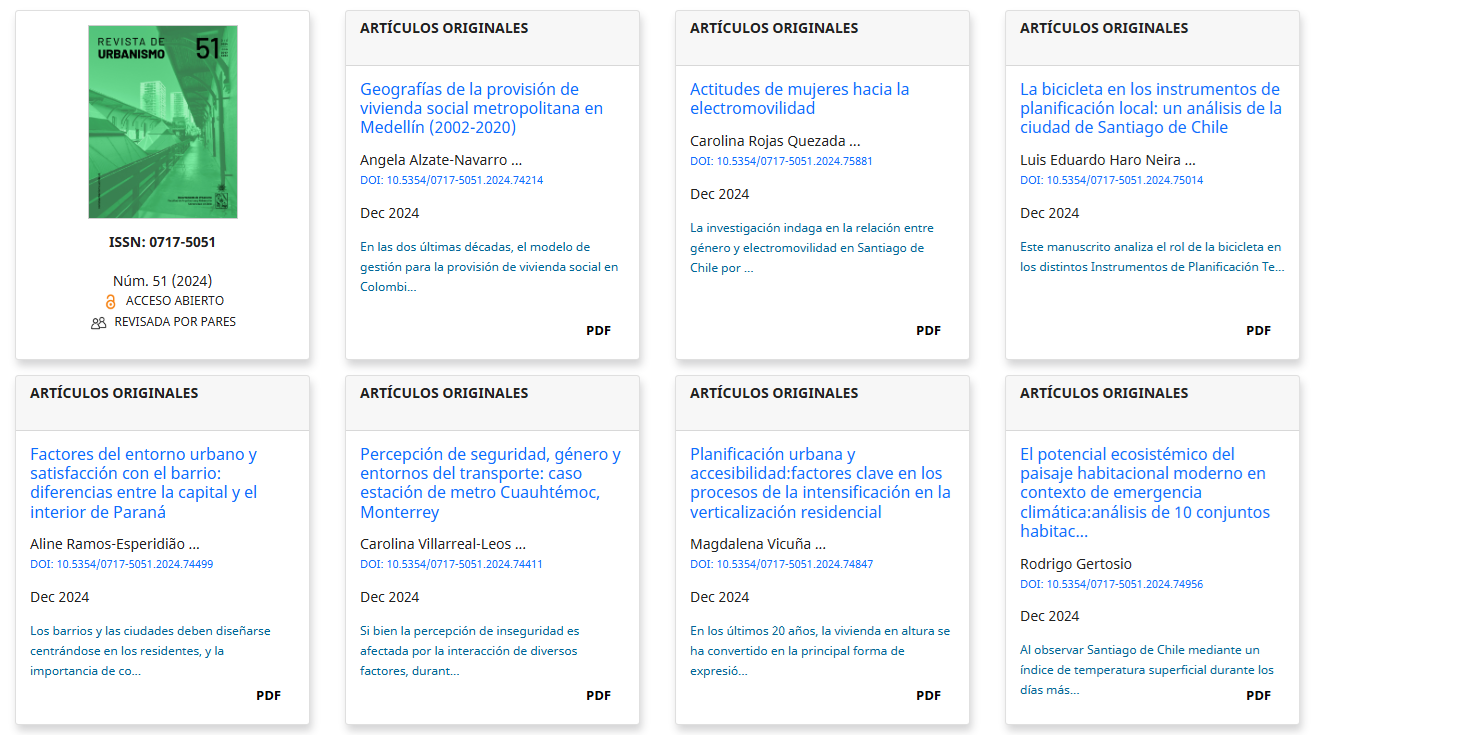 REVISTA DE
URBANISMO
51
ISSN: 0717-5051
Núm. 51 (2024)
ACCESO ABIERTO
REVISADA POR PARES
ARTÍCULOS ORIGINALES
Geografías de la provisión de
vivienda social metropolitana en
Medellín (2002-2020)
Angela Alzate-Navarro ...
DOI: 10.5354/0717-5051.2024.74214
Dec 2024
En las dos últimas décadas, el modelo de
gestión para la provisión de vivienda social en
Colombi...
PDF
ARTÍCULOS ORIGINALES
Actitudes de mujeres hacia la
electromovilidad
Carolina Rojas Quezada ...
DOI: 10.5354/0717-5051.2024.75881
Dec 2024
La investigación indaga en la relación entre
género y electromovilidad en Santiago de
Chile por ...
PDF
ARTÍCULOS ORIGINALES
La bicicleta en los instrumentos de
planificación local: un análisis de la
ciudad de Santiago de Chile
Luis Eduardo Haro Neira ...
DOI: 10.5354/0717-5051.2024.75014
Dec 2024
Este manuscrito analiza el rol de la bicicleta en
los distintos Instrumentos de Planificación Te...
PDF
ARTÍCULOS ORIGINALES
Factores del entorno urbano y
satisfacción con el barrio:
diferencias entre la capital y el
interior de Paraná
Aline Ramos-Esperidião ...
DOI: 10.5354/0717-5051.2024.74499
Dec 2024
Los barrios y las ciudades deben diseñarse
centrándose en los residentes, y la
importancia de co...
PDF
ARTÍCULOS ORIGINALES
Percepción de seguridad, género y
entornos del transporte: caso
estación de metro Cuauhtémoc,
Monterrey
Carolina Villarreal-Leos ...
DOI: 10.5354/0717-5051.2024.74411
Dec 2024
Si bien la percepción de inseguridad es
afectada por la interacción de diversos
factores, durant...
PDF
ARTÍCULOS ORIGINALES
Planificación urbana y
accesibilidad:factores clave en los
procesos de la intensificación en la
verticalización residencial
Magdalena Vicuña ...
DOI: 10.5354/0717-5051.2024.74847
Dec 2024
En los últimos 20 años, la vivienda en altura se
ha convertido en la principal forma de
expresió...
PDF
ARTÍCULOS ORIGINALES
El potencial ecosistémico del
paisaje habitacional moderno en
contexto de emergencia
climática:análisis de 10 conjuntos
habitac...
Rodrigo Gertosio
DOI: 10.5354/0717-5051.2024.74956
Dec 2024
Al observar Santiago de Chile mediante un
índice de temperatura superficial durante los
días más...
PDF